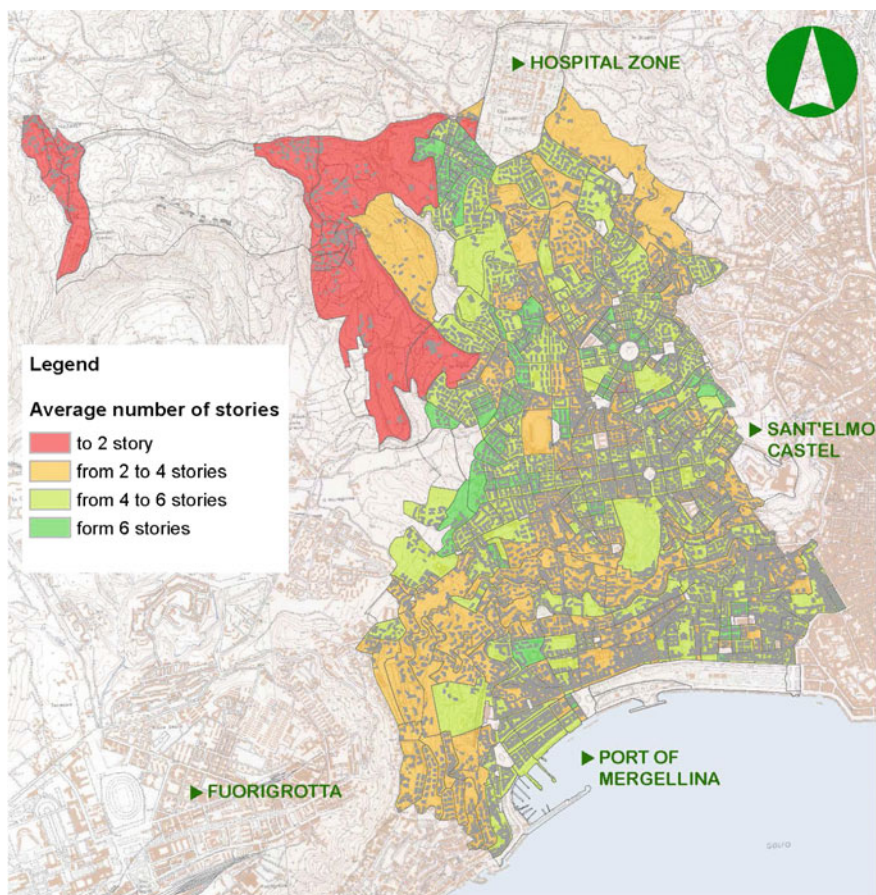 HOSPITAL ZONE
Legend
Average number of stories
to 2 story
from 2 to 4 stories
from 4 to 6 stories
form 6 stories
SANT'ELMO
CASTEL
PORT OF
MERGELLINA
FUORIGROTTA